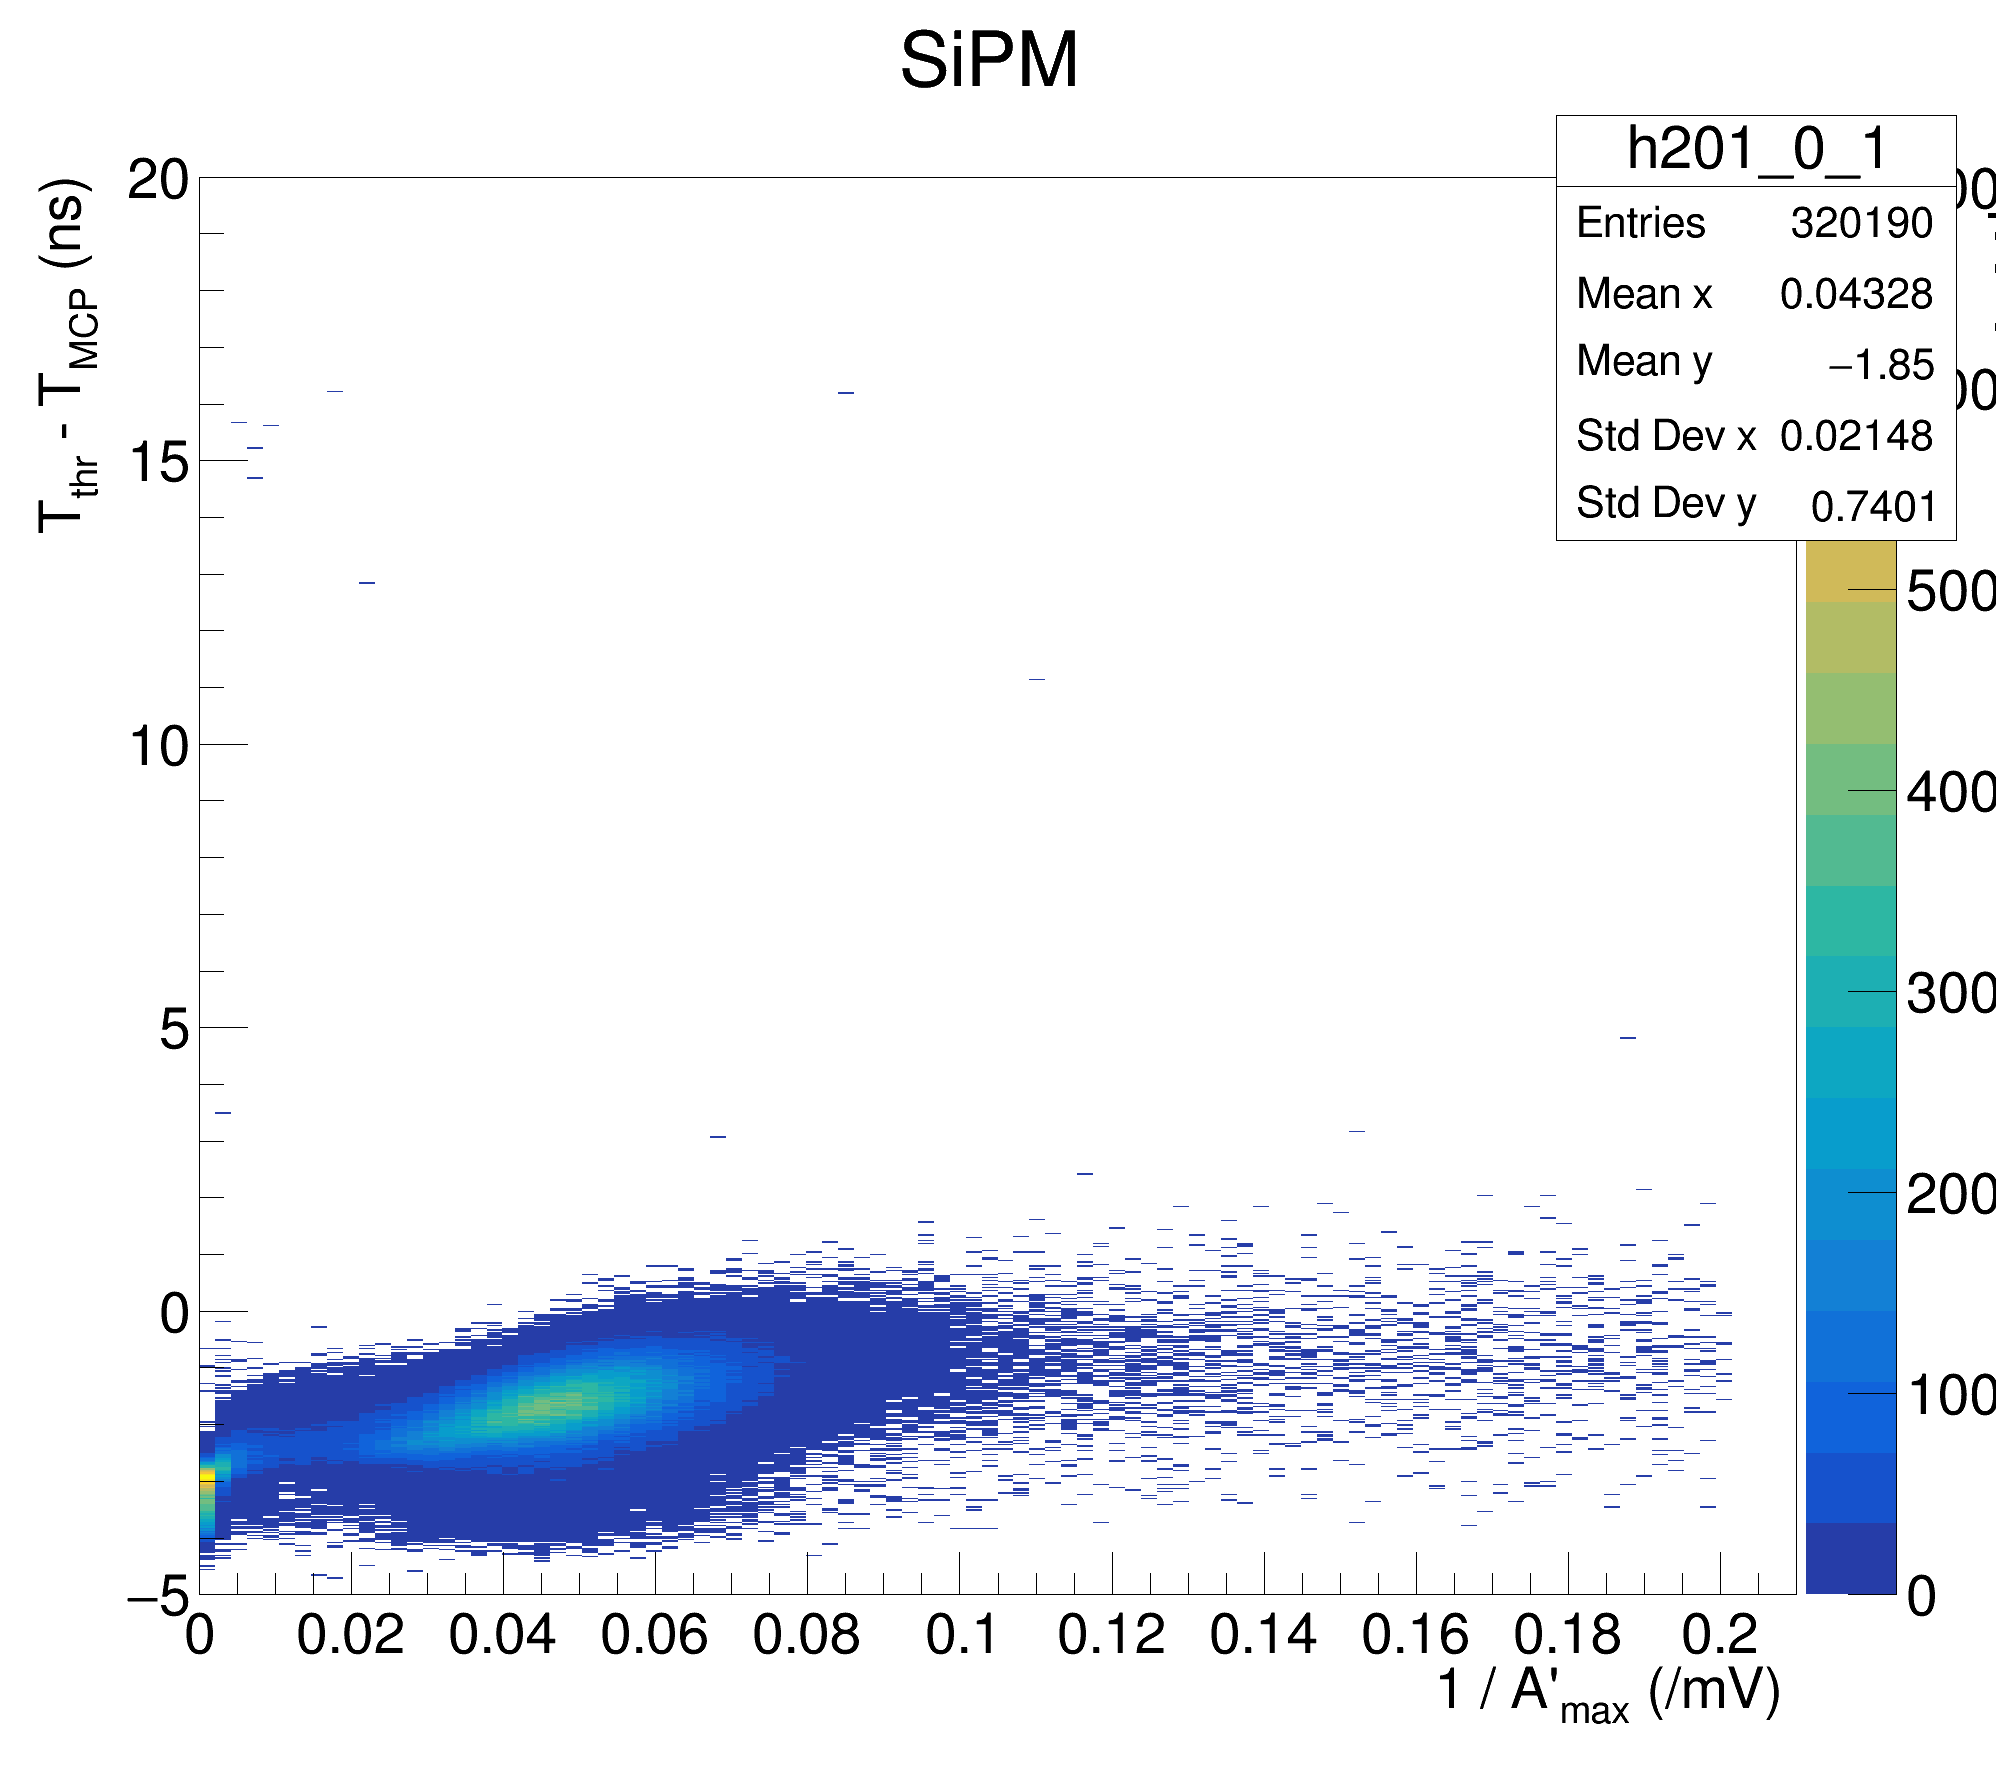 SiPM
h201_0_1
Entries 320190
Mean x 0.04328
Mean y −1.85
Std Dev x 0.02148
Std Dev y 0.7401
T_thr - T_MCP (ns)
20
15
10
5
0
−5
0 0.02 0.04 0.06 0.08 0.1 0.12 0.14 0.16 0.18 0.2
1 / A'_max (/mV)
500
400
300
200
100
0